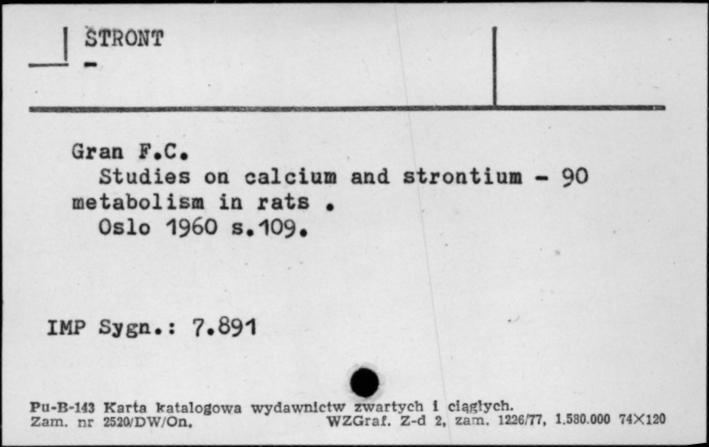 STRONT
-
Gran F.C.
Studies on calcium and strontium - 90
metabolism in rats .
Oslo 1960 s.109.
IMP Sygn.: 7.891
Pu-B-143 Karta katalogowa wydawnictw zwartych i ciągłych.
Zam. nr 2520/DW/On. WZGraf. Z-d 2, zam. 1226/77, 1.580.000 74×120